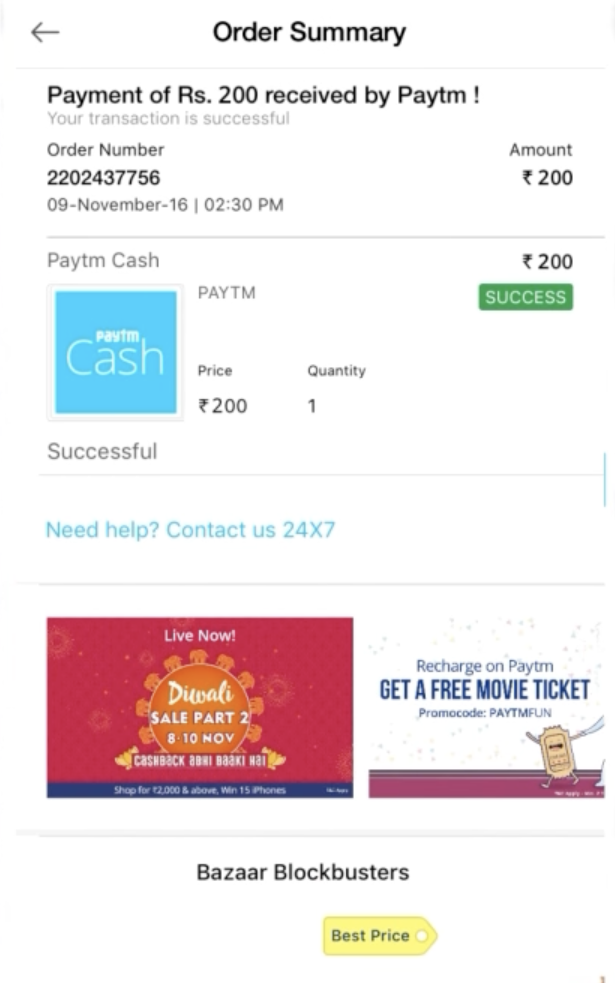 Order Summary
Payment of Rs. 200 received by Paytm !
Your transaction is successful
Order Number Amount
2202437756 ₹ 200
09-November-16 | 02:30 PM
Paytm Cash ₹ 200
PAYTM SUCCESS
paytm
Cash
Price Quantity
₹ 200 1
Successful
Need help? Contact us 24X7
Live Now!
Diwali
SALE PART 2
8-10 NOV
CASHBACK ABHI BAAKI HAI
Shop for ₹2,000 & above, Win 15 iPhones
T&C Apply
Recharge on Paytm
GET A FREE MOVIE TICKET
Promocode: PAYTMFUN
Bazaar Blockbusters
Best Price